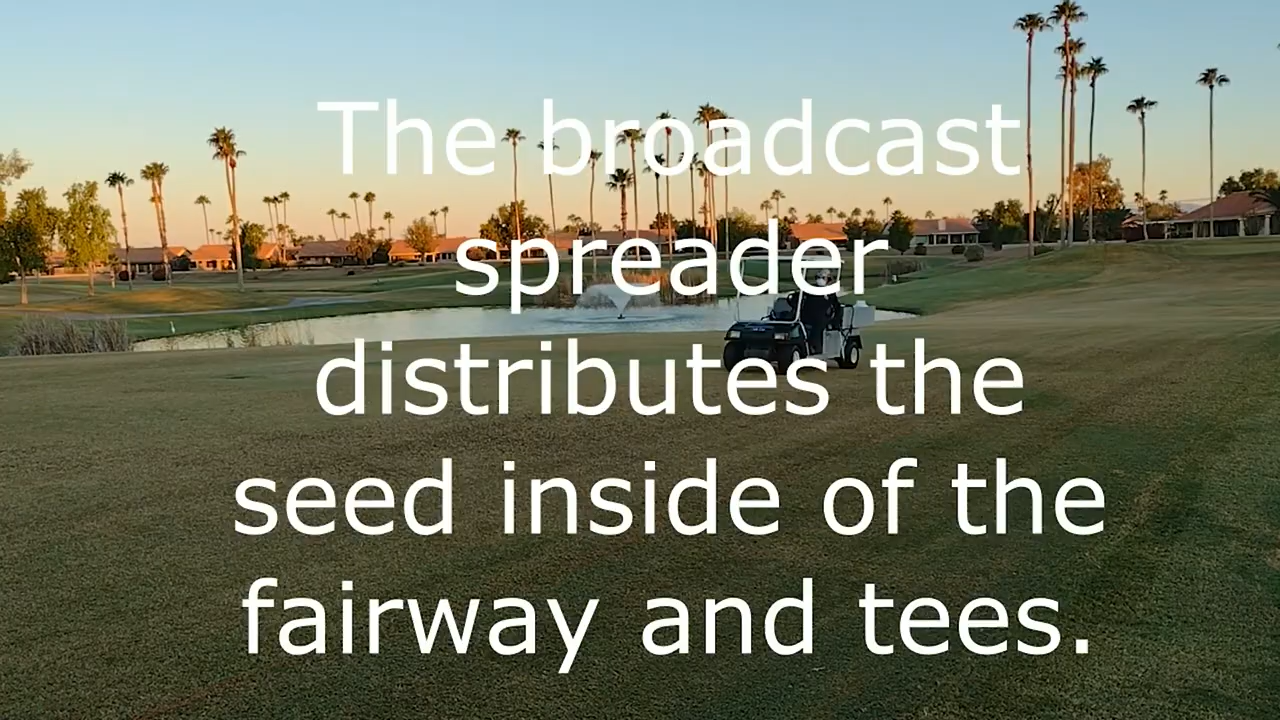 The broadcast
spreader
distributes the
seed inside of the
fairway and tees.